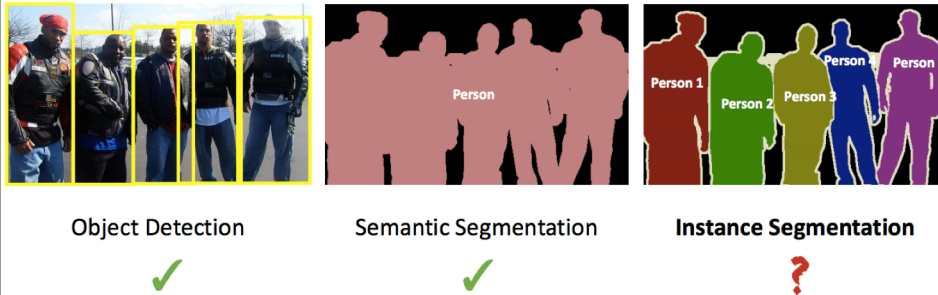 Person
Person 1
Person 2
Person 3
Person 4
Person
Object Detection
Semantic Segmentation
Instance Segmentation
✓
✓
?